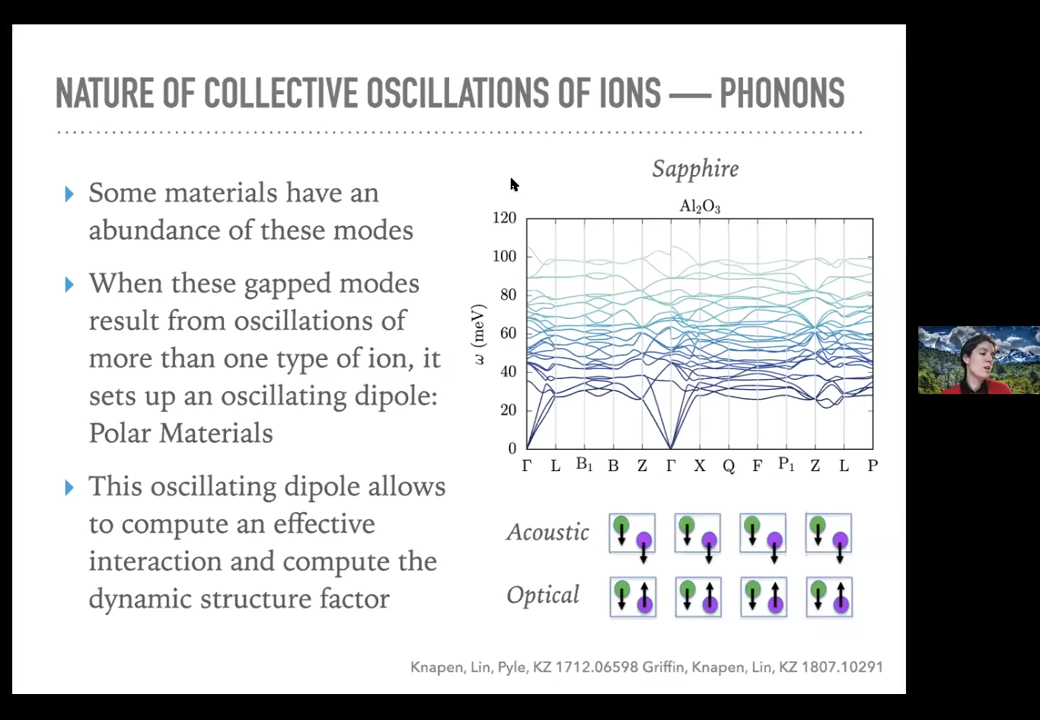 NATURE OF COLLECTIVE OSCILLATIONS OF IONS — PHONONS
Some materials have an
abundance of these modes
When these gapped modes
result from oscillations of
more than one type of ion, it
sets up an oscillating dipole:
Polar Materials
This oscillating dipole allows
to compute an effective
interaction and compute the
dynamic structure factor
Sapphire
Al₂O₃
120
100
80
60
40
20
0
ω (meV)
Γ L B₁ B Z Γ X Q F P₁ Z L P
Acoustic
Optical
Knapen, Lin, Pyle, KZ 1712.06598 Griffin, Knapen, Lin, KZ 1807.10291